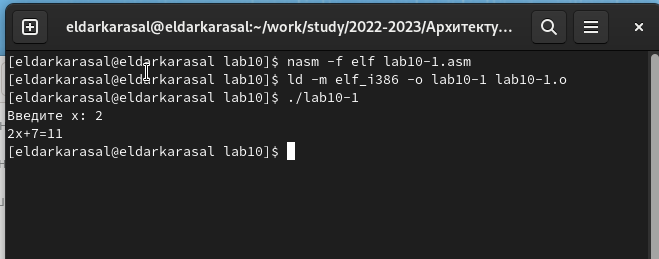 eldarkarasal@eldarkarasal:~/work/study/2022-2023/Архитекту...
[eldarkarasal@eldarkarasal lab10]$ nasm -f elf lab10-1.asm
[eldarkarasal@eldarkarasal lab10]$ ld -m elf_i386 -o lab10-1 lab10-1.o
[eldarkarasal@eldarkarasal lab10]$ ./lab10-1
Введите x: 2
2x+7=11
[eldarkarasal@eldarkarasal lab10]$